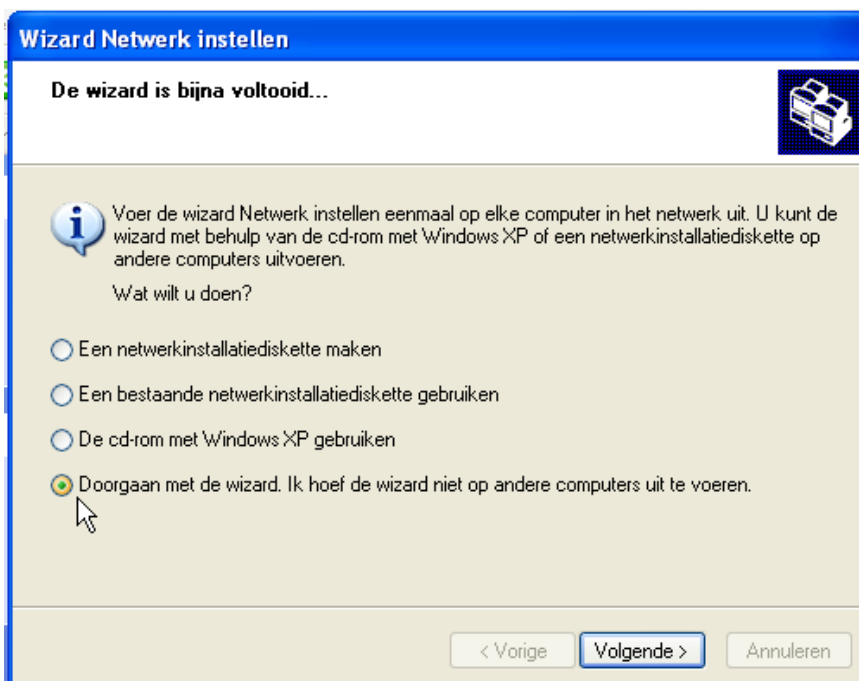 Wizard Netwerk instellen
De wizard is bijna voltooid...
Voer de wizard Netwerk instellen eenmaal op elke computer in het netwerk uit. U kunt de
wizard met behulp van de cd-rom met Windows XP of een netwerkinstallatiediskette op
andere computers uitvoeren.
Wat wilt u doen?
Een netwerkinstallatiediskette maken
Een bestaande netwerkinstallatiediskette gebruiken
De cd-rom met Windows XP gebruiken
Doorgaan met de wizard. Ik hoef de wizard niet op andere computers uit te voeren.
< Vorige
Volgende >
Annuleren